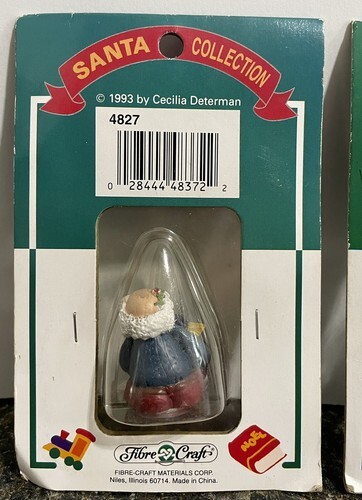 SANTA COLLECTION
© 1993 by Cecilia Determan
4827
0 28444 48372 2
Fibre Craft®
FIBRE-CRAFT MATERIALS CORP.
Niles, Illinois 60714. Made in China.
NOEL